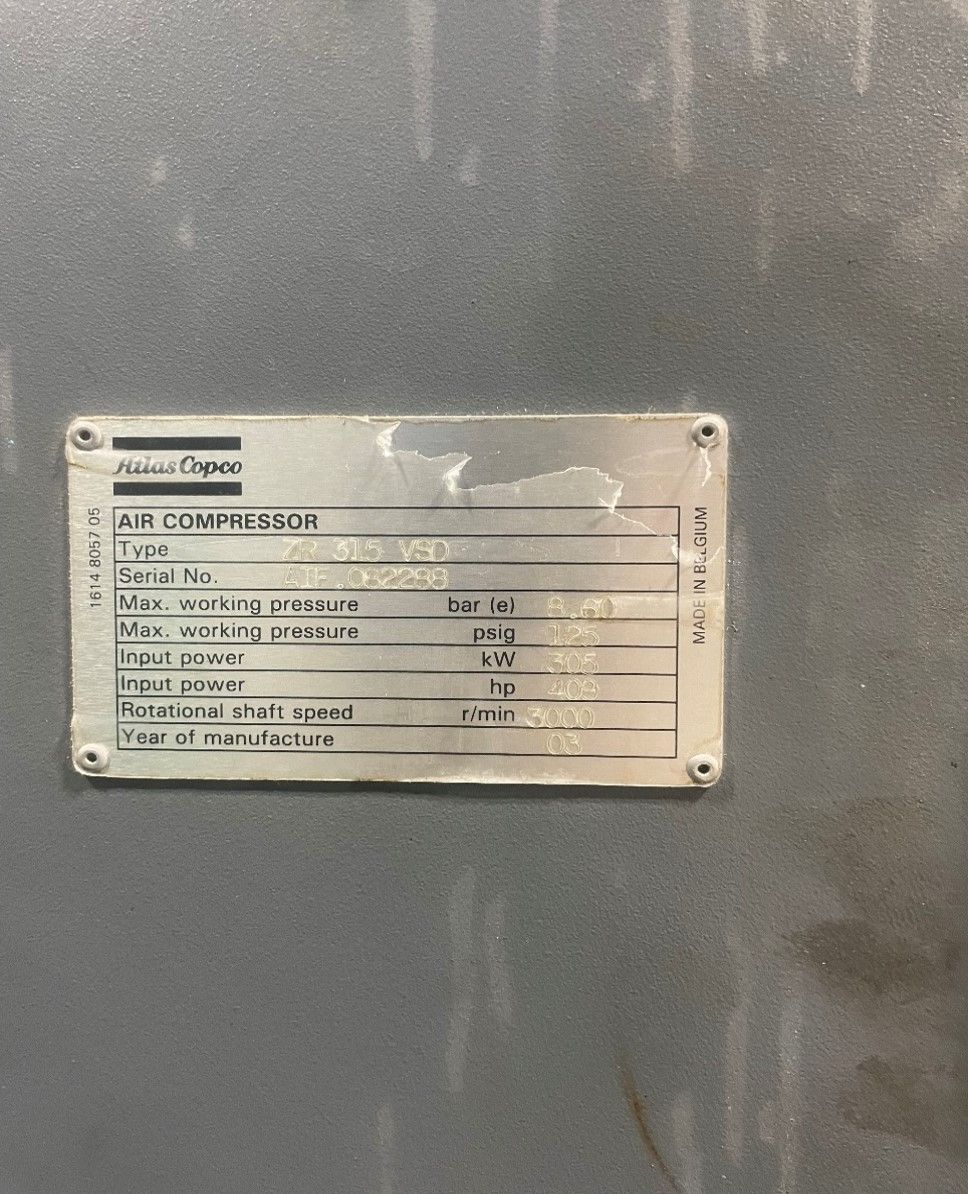 Atlas Copco
AIR COMPRESSOR
Type ZR 315 VSD
Serial No. AIF.082288
Max. working pressure bar (e) 8.60
Max. working pressure psig 125
Input power kW 305
Input power hp 409
Rotational shaft speed r/min 3000
Year of manufacture 03
1614 8057 05
MADE IN BELGIUM